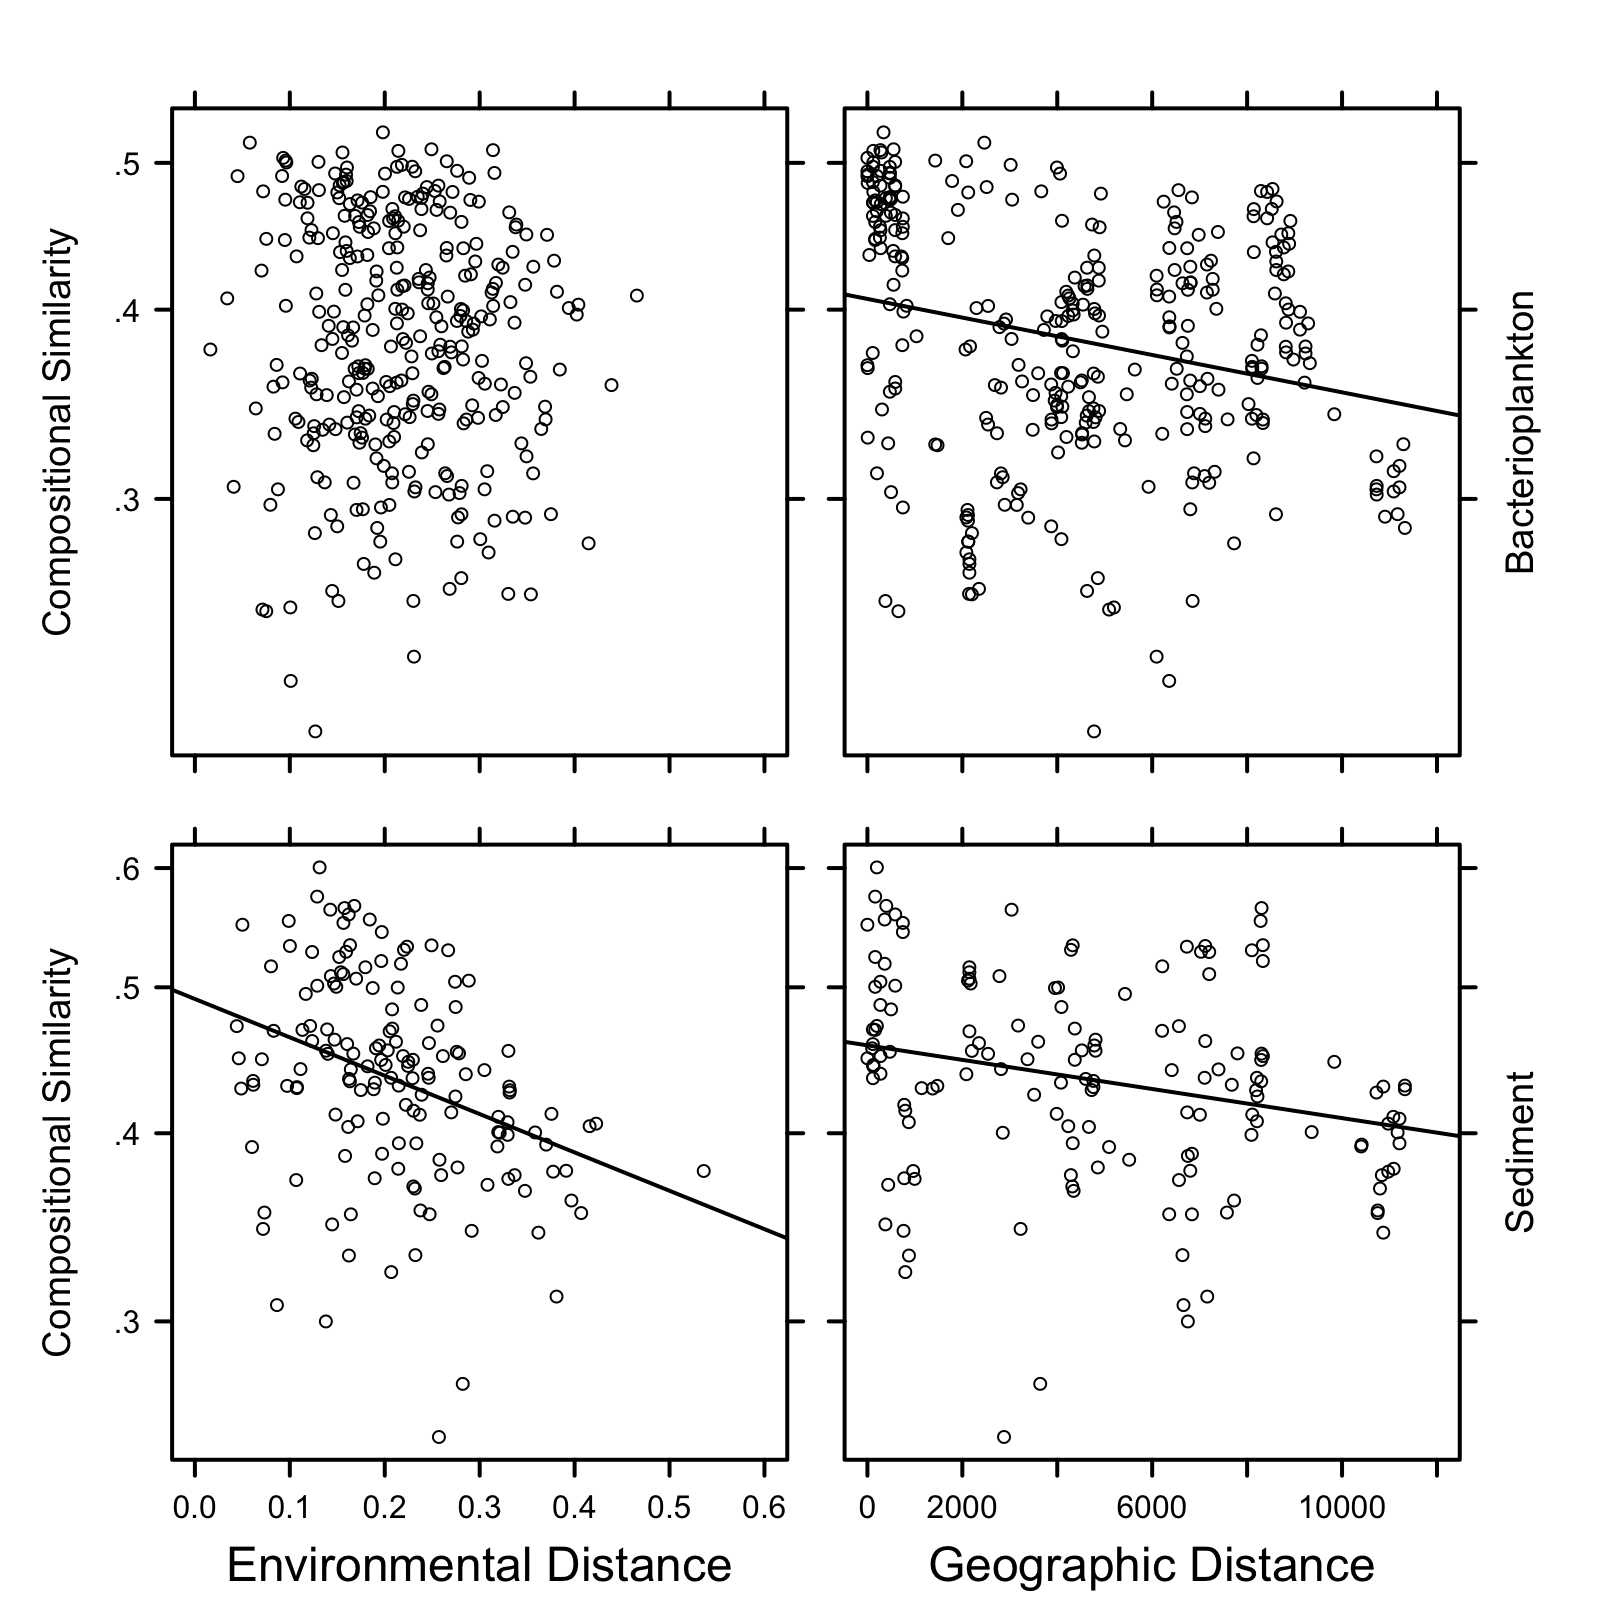 Compositional Similarity
.5
.4
.3
Bacterioplankton
Compositional Similarity
.6
.5
.4
.3
Sediment
0.0 0.1 0.2 0.3 0.4 0.5 0.6
0 2000 6000 10000
Environmental Distance
Geographic Distance